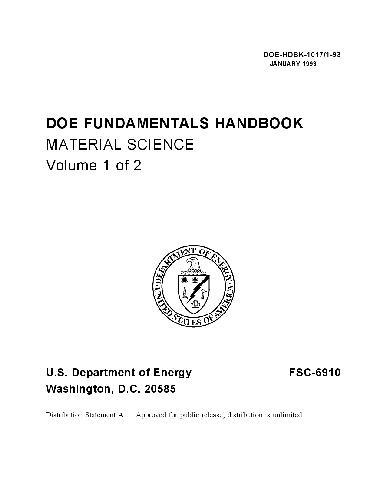 DOE-HDBK-1017/1-93
JANUARY 1993
DOE FUNDAMENTALS HANDBOOK
MATERIAL SCIENCE
Volume 1 of 2
DEPARTMENT OF ENERGY
UNITED STATES OF AMERICA
U.S. Department of Energy
FSC-6910
Washington, D.C. 20585
Distribution Statement A. Approved for public release; distribution is unlimited.